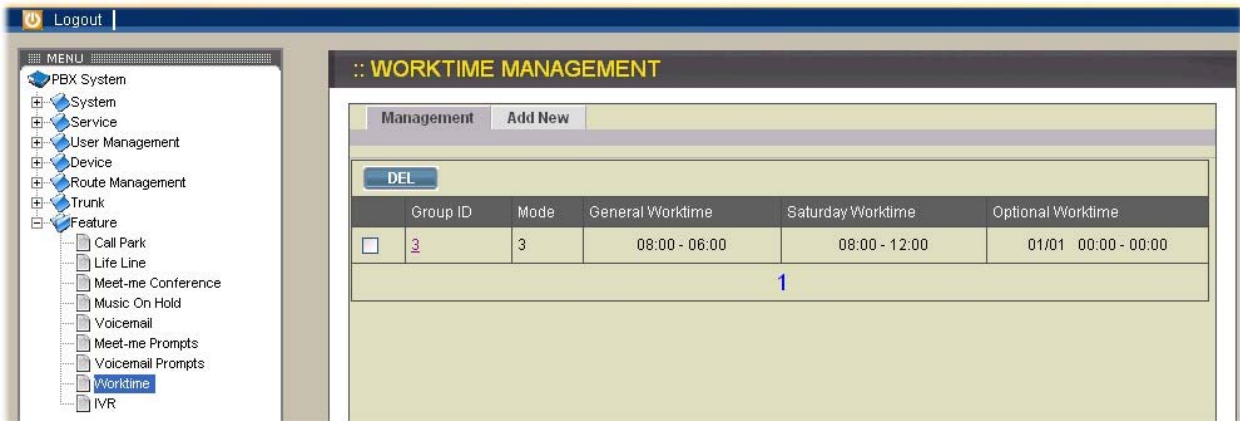 Logout
MENU
PBX System
System
Service
User Management
Device
Route Management
Trunk
Feature
Call Park
Life Line
Meet-me Conference
Music On Hold
Voicemail
Meet-me Prompts
Voicemail Prompts
Worktime
IVR
:: WORKTIME MANAGEMENT
Management Add New
DEL
Group ID Mode General Worktime Saturday Worktime Optional Worktime
3 3 08:00 - 06:00 08:00 - 12:00 01/01 00:00 - 00:00
1